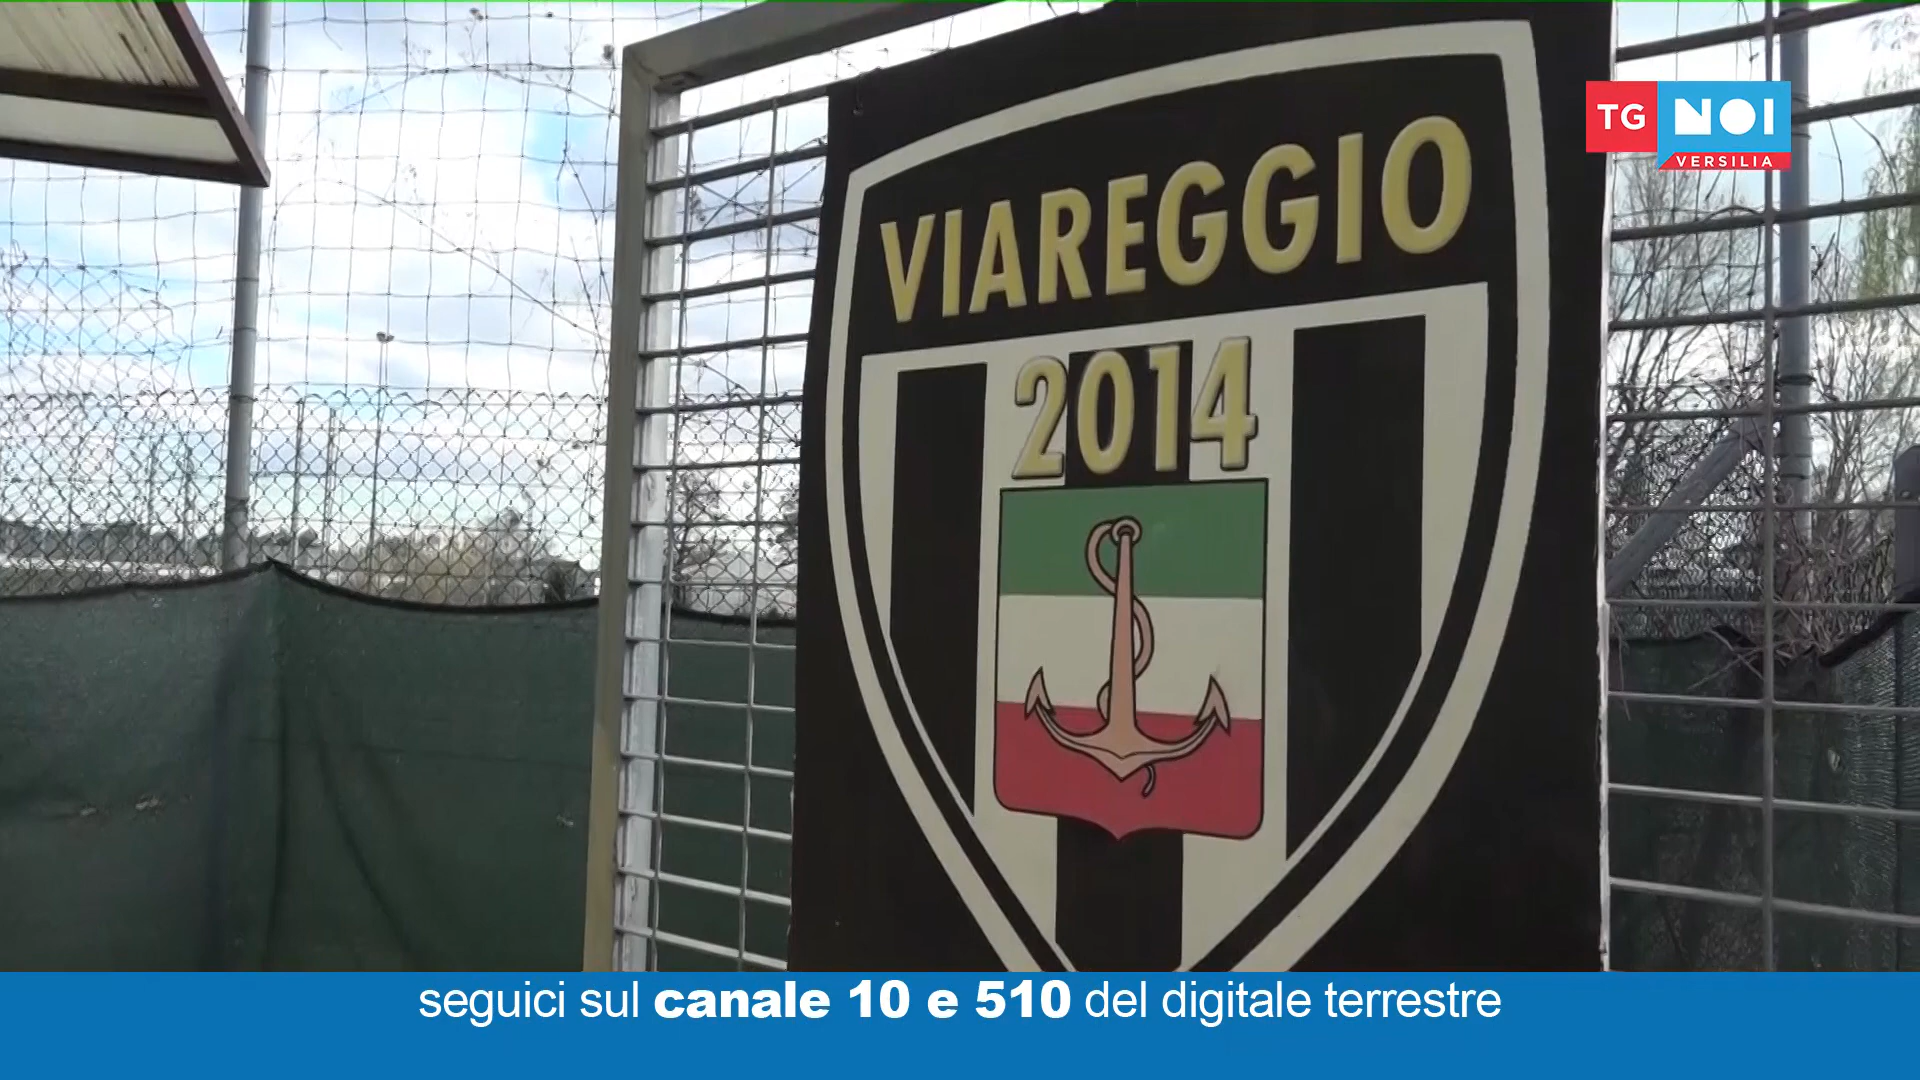 TG NOI
VERSILIA
VIAREGGIO
2014
seguici sul canale 10 e 510 del digitale terrestre